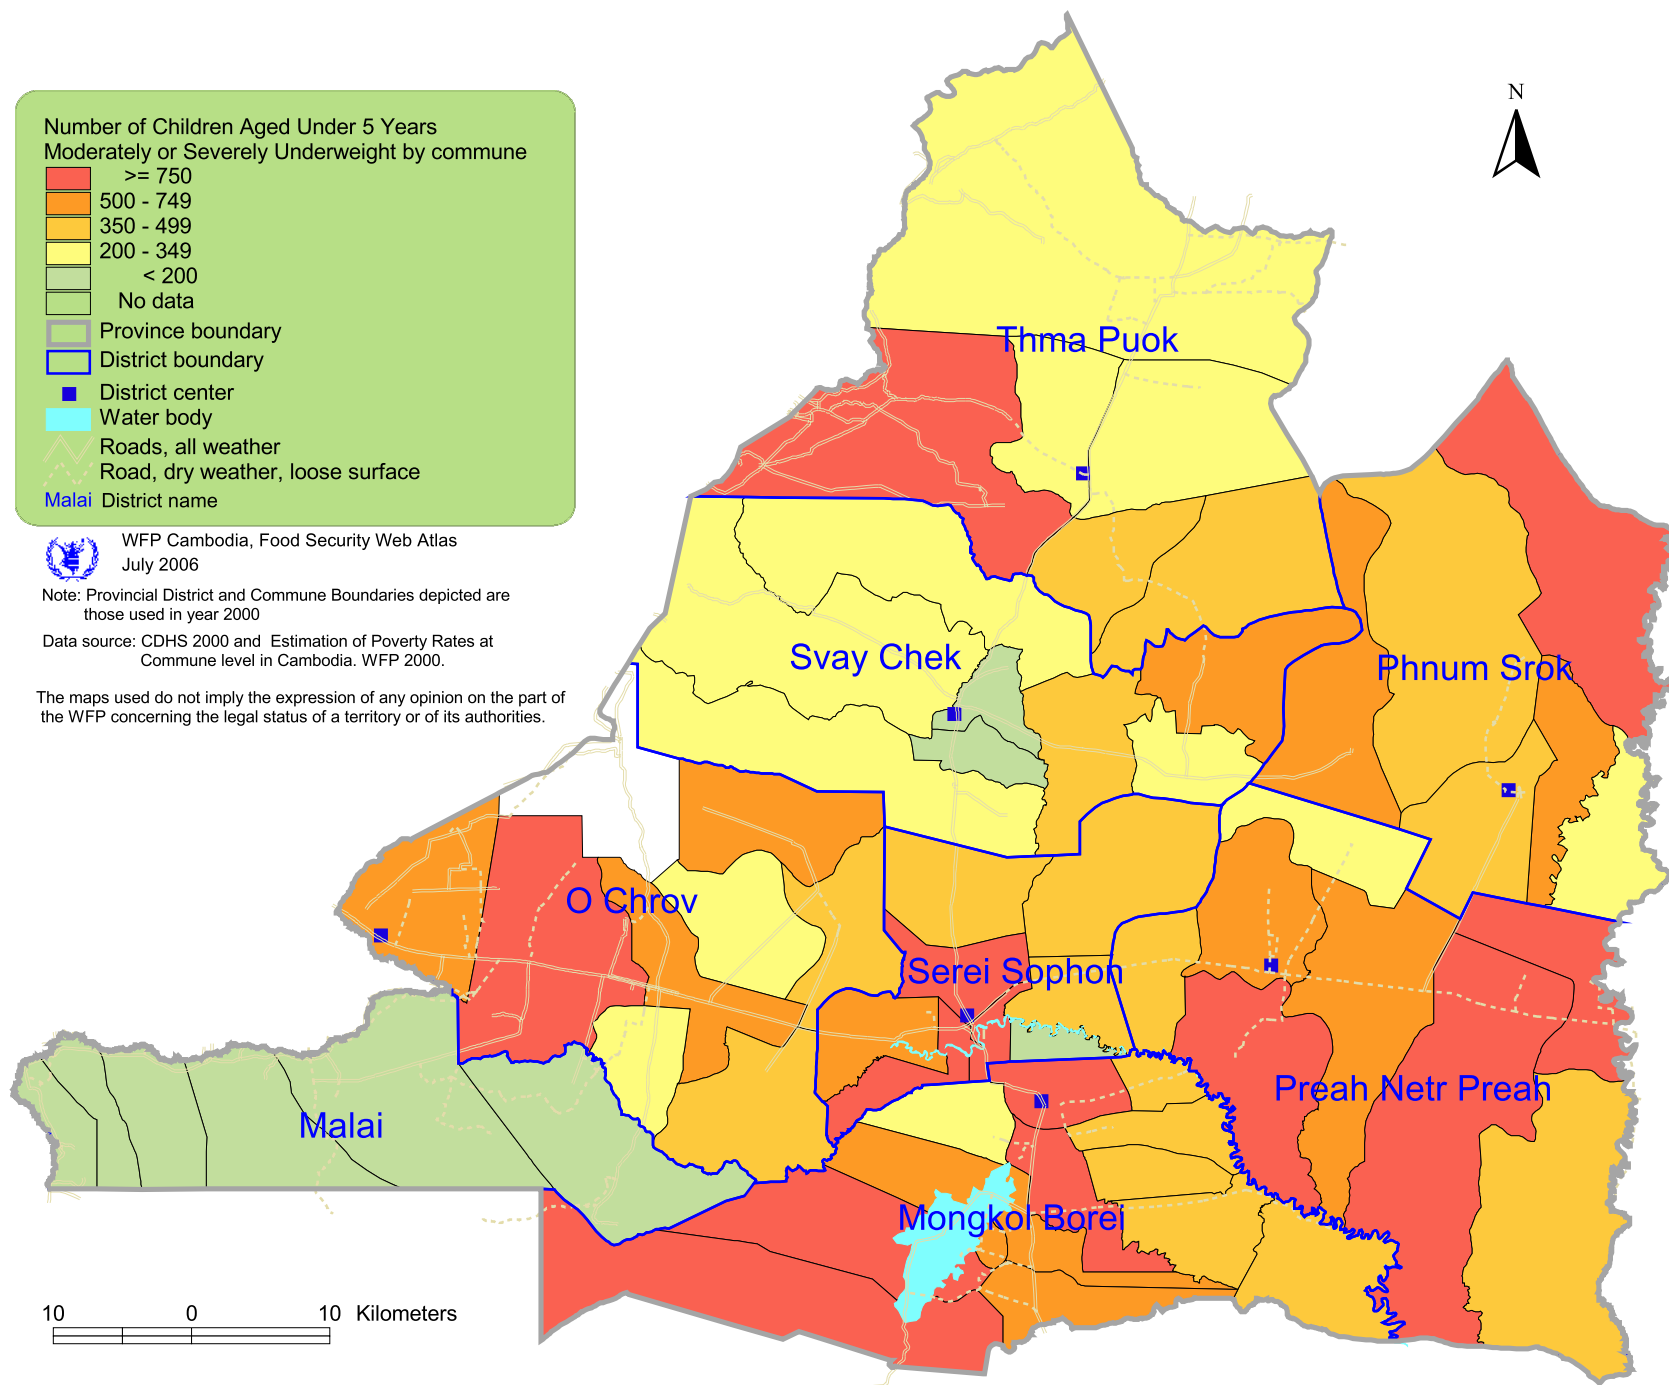 Number of Children Aged Under 5 Years
Moderately or Severely Underweight by commune
>= 750
500 - 749
350 - 499
200 - 349
< 200
No data
Province boundary
District boundary
District center
Water body
Roads, all weather
Road, dry weather, loose surface
Malai District name
WFP Cambodia, Food Security Web Atlas
July 2006
Note: Provincial District and Commune Boundaries depicted are
those used in year 2000
Data source: CDHS 2000 and Estimation of Poverty Rates at
Commune level in Cambodia. WFP 2000.
The maps used do not imply the expression of any opinion on the part of
the WFP concerning the legal status of a territory or of its authorities.
N
Thma Puok
Svay Chek
Phnum Srok
O Chrov
Serei Sophon
Preah Netr Preah
Malai
Mongkol Borei
10 0 10 Kilometers